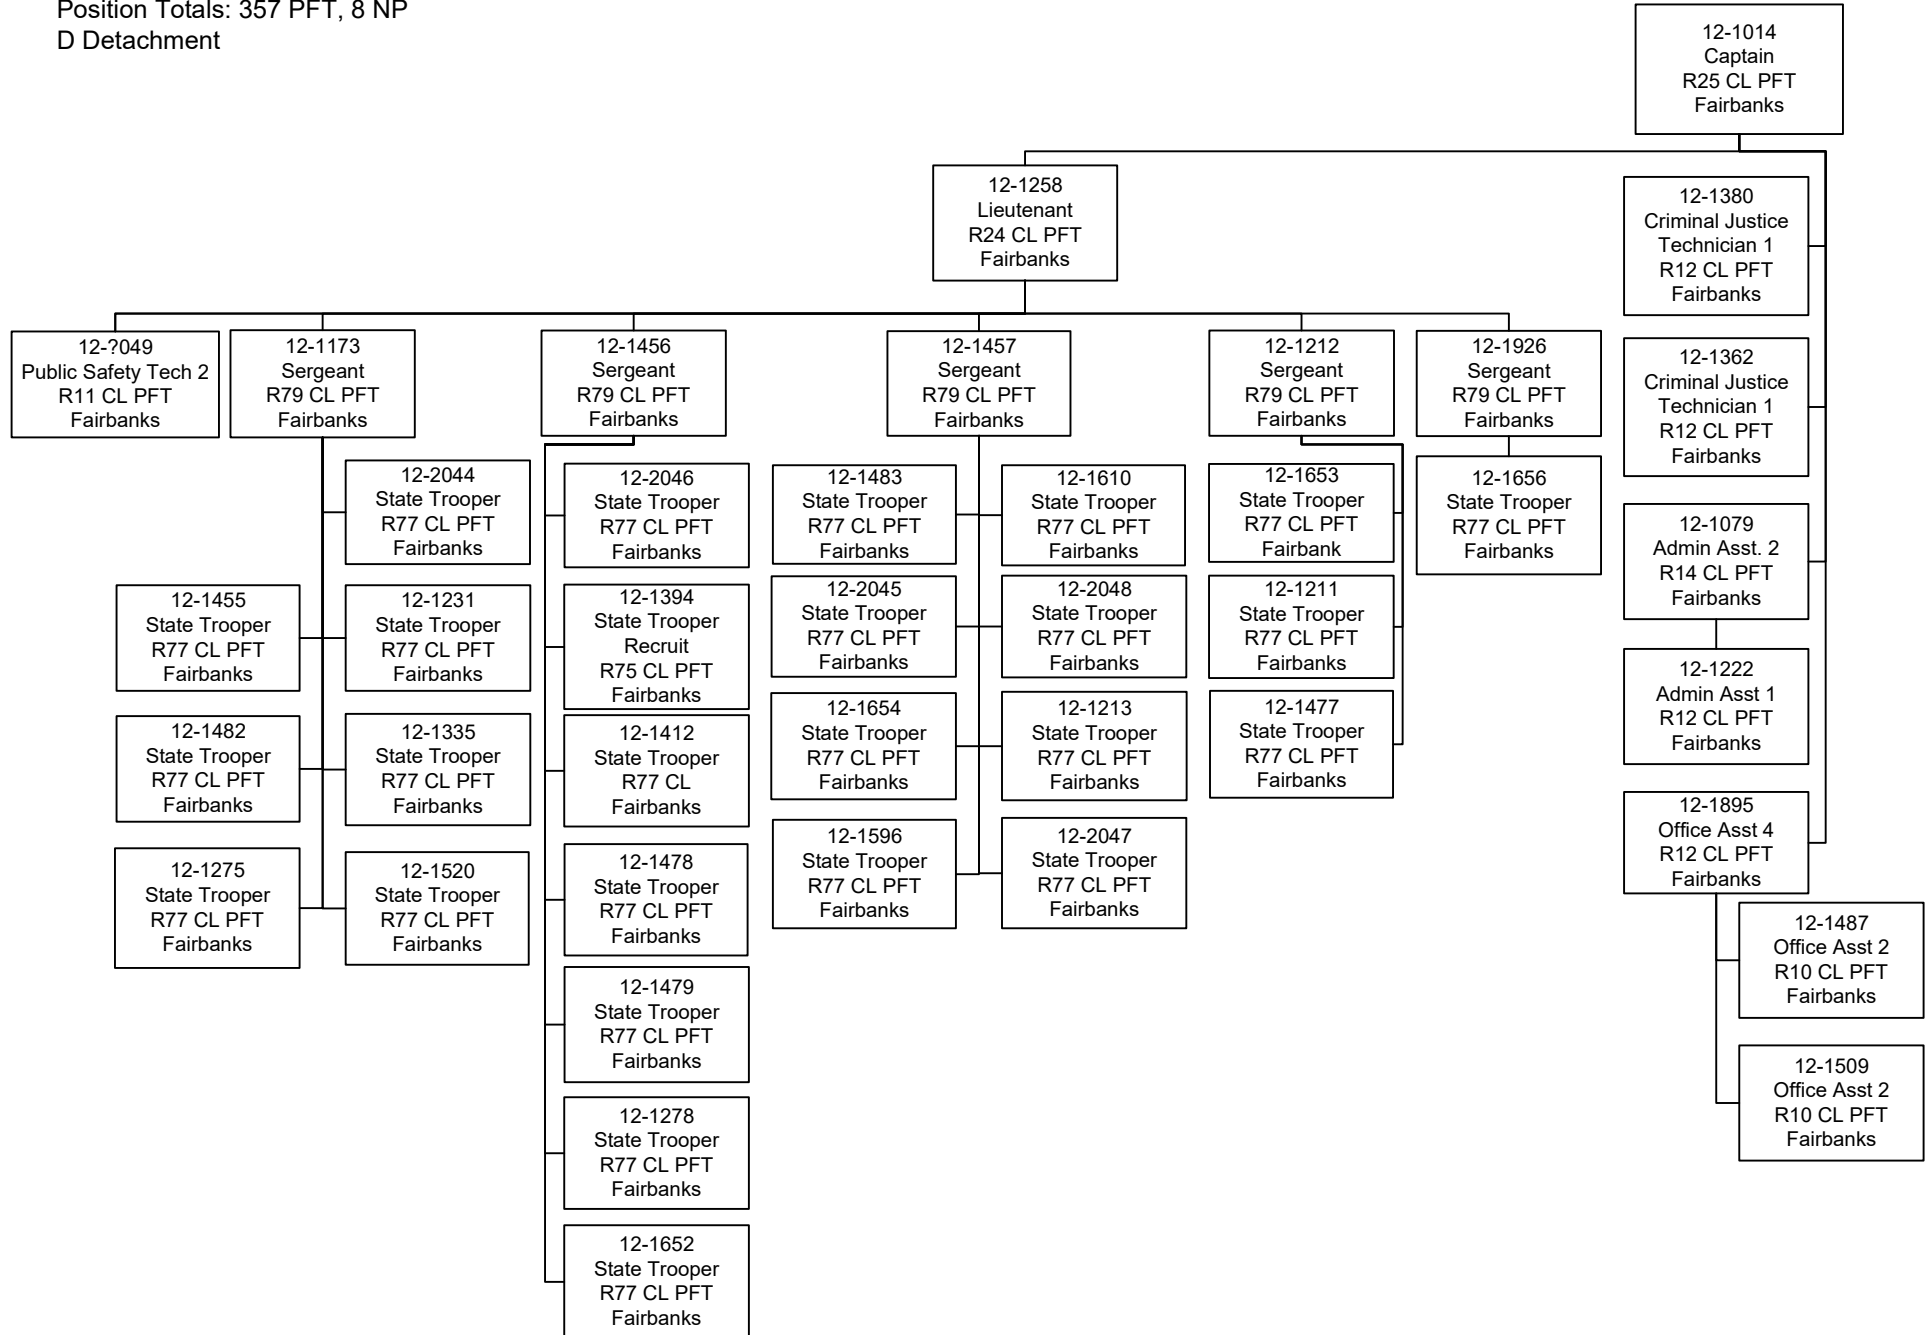 Position Totals: 357 PFT, 8 NP
D Detachment
12-1014
Captain
R25 CL PFT
Fairbanks
12-1258
Lieutenant
R24 CL PFT
Fairbanks
12-1380
Criminal Justice
Technician 1
R12 CL PFT
Fairbanks
12-1362
Criminal Justice
Technician 1
R12 CL PFT
Fairbanks
12-1079
Admin Asst. 2
R14 CL PFT
Fairbanks
12-1222
Admin Asst 1
R12 CL PFT
Fairbanks
12-1895
Office Asst 4
R12 CL PFT
Fairbanks
12-1487
Office Asst 2
R10 CL PFT
Fairbanks
12-1509
Office Asst 2
R10 CL PFT
Fairbanks
12-?049
Public Safety Tech 2
R11 CL PFT
Fairbanks
12-1173
Sergeant
R79 CL PFT
Fairbanks
12-2044
State Trooper
R77 CL PFT
Fairbanks
12-1455
State Trooper
R77 CL PFT
Fairbanks
12-1231
State Trooper
R77 CL PFT
Fairbanks
12-1482
State Trooper
R77 CL PFT
Fairbanks
12-1335
State Trooper
R77 CL PFT
Fairbanks
12-1275
State Trooper
R77 CL PFT
Fairbanks
12-1520
State Trooper
R77 CL PFT
Fairbanks
12-1456
Sergeant
R79 CL PFT
Fairbanks
12-2046
State Trooper
R77 CL PFT
Fairbanks
12-1394
State Trooper
Recruit
R75 CL PFT
Fairbanks
12-1412
State Trooper
R77 CL
Fairbanks
12-1478
State Trooper
R77 CL PFT
Fairbanks
12-1479
State Trooper
R77 CL PFT
Fairbanks
12-1278
State Trooper
R77 CL PFT
Fairbanks
12-1652
State Trooper
R77 CL PFT
Fairbanks
12-1457
Sergeant
R79 CL PFT
Fairbanks
12-1483
State Trooper
R77 CL PFT
Fairbanks
12-1610
State Trooper
R77 CL PFT
Fairbanks
12-2045
State Trooper
R77 CL PFT
Fairbanks
12-2048
State Trooper
R77 CL PFT
Fairbanks
12-1654
State Trooper
R77 CL PFT
Fairbanks
12-1213
State Trooper
R77 CL PFT
Fairbanks
12-1596
State Trooper
R77 CL PFT
Fairbanks
12-2047
State Trooper
R77 CL PFT
Fairbanks
12-1212
Sergeant
R79 CL PFT
Fairbanks
12-1653
State Trooper
R77 CL PFT
Fairbank
12-1211
State Trooper
R77 CL PFT
Fairbanks
12-1477
State Trooper
R77 CL PFT
Fairbanks
12-1926
Sergeant
R79 CL PFT
Fairbanks
12-1656
State Trooper
R77 CL PFT
Fairbanks